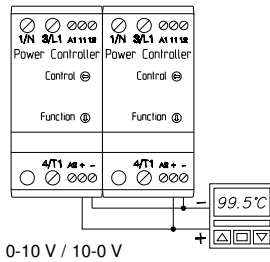 1/N 3/L1 A1 11 12 1/N 3/L1 A1 11 12
Power Controller Power Controller
Control Control
Function Function
4/T1 A2 + - 4/T1 A2 + -
- 99.5°C
+
0-10 V / 10-0 V